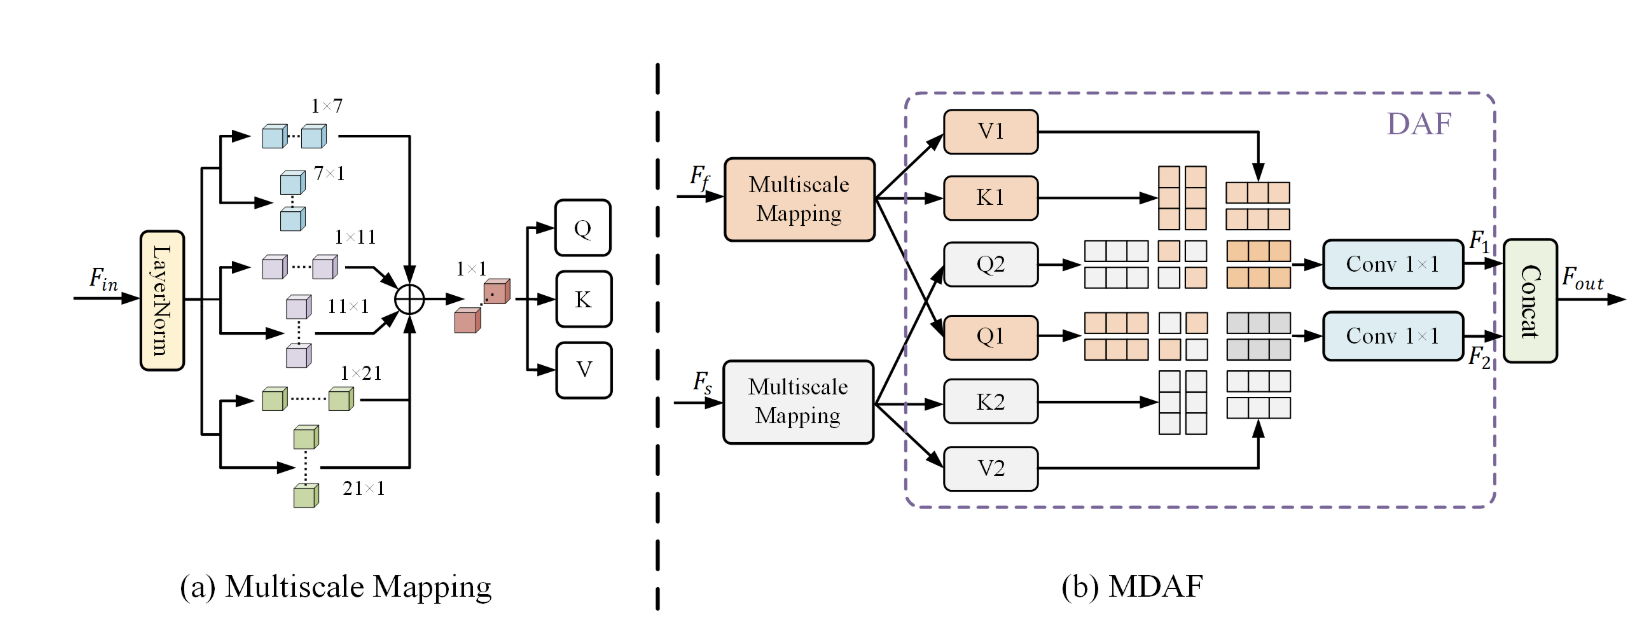 1×7
7×1
1×11
11×1
1×21
21×1
F_in
LayerNorm
1×1
Q
K
V
(a) Multiscale Mapping
DAF
F_f
Multiscale
Mapping
F_s
Multiscale
Mapping
V1
K1
Q2
Q1
K2
V2
Conv 1×1
Conv 1×1
F_1
F_2
Concat
F_out
(b) MDAF